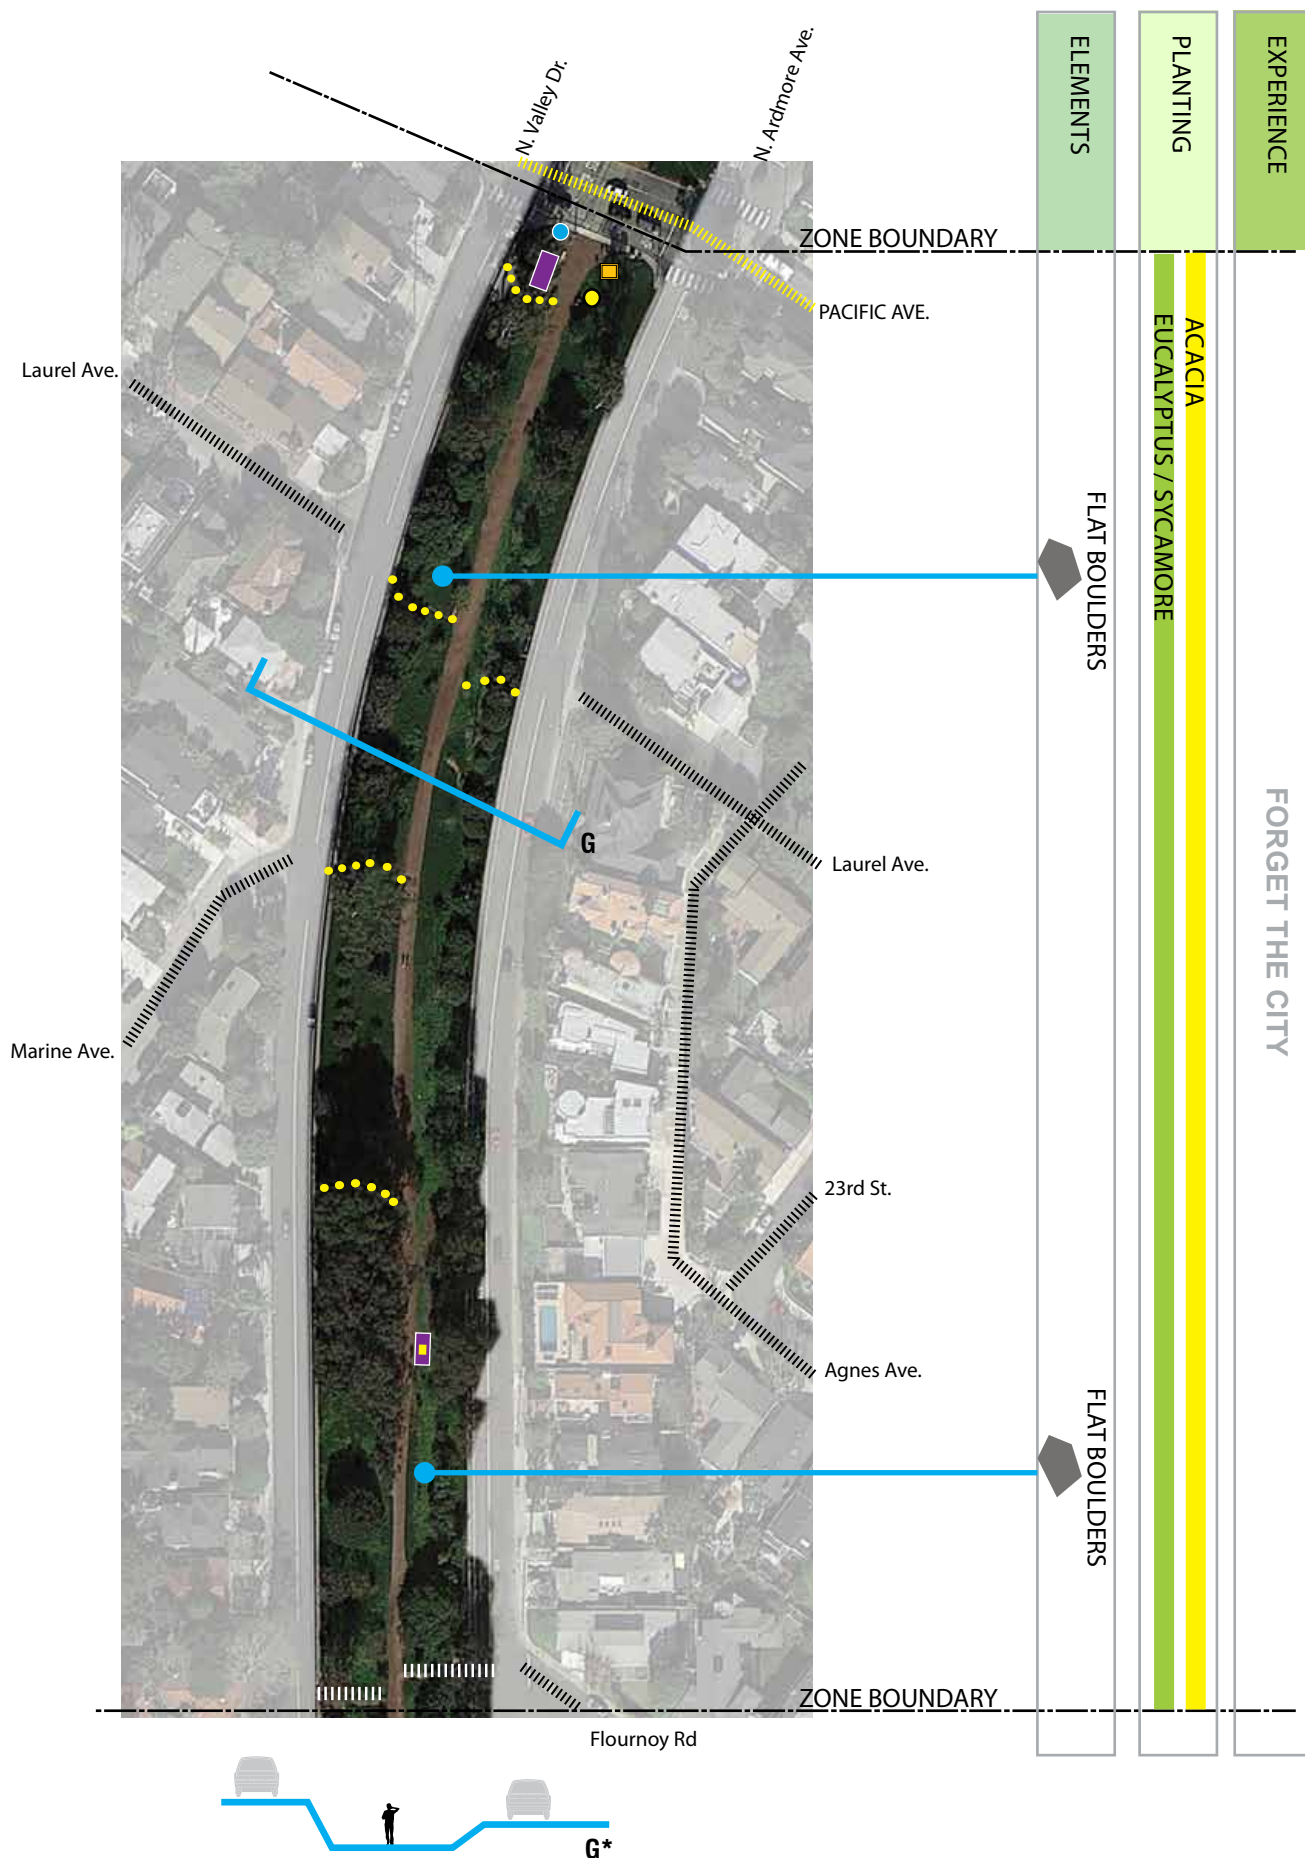 N. Valley Dr.
N. Ardmore Ave.
ELEMENTS
PLANTING
EXPERIENCE
ZONE BOUNDARY
PACIFIC AVE.
Laurel Ave.
EUCALYPTUS / SYCAMORE
ACACIA
FLAT BOULDERS
G
Laurel Ave.
FORGET THE CITY
Marine Ave.
23rd St.
Agnes Ave.
FLAT BOULDERS
ZONE BOUNDARY
Flournoy Rd
G*